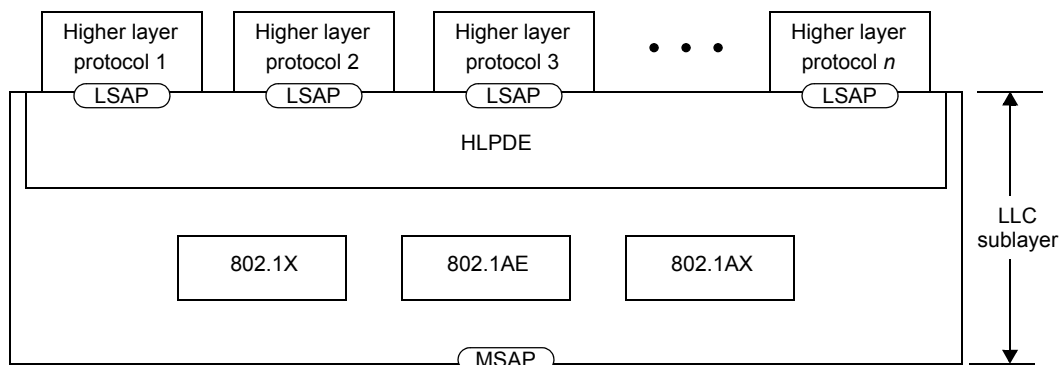 Higher layer
protocol 1
Higher layer
protocol 2
Higher layer
protocol 3
• • •
Higher layer
protocol n
LSAP
LSAP
LSAP
LSAP
HLPDE
LLC
sublayer
802.1X
802.1AE
802.1AX
MSAP